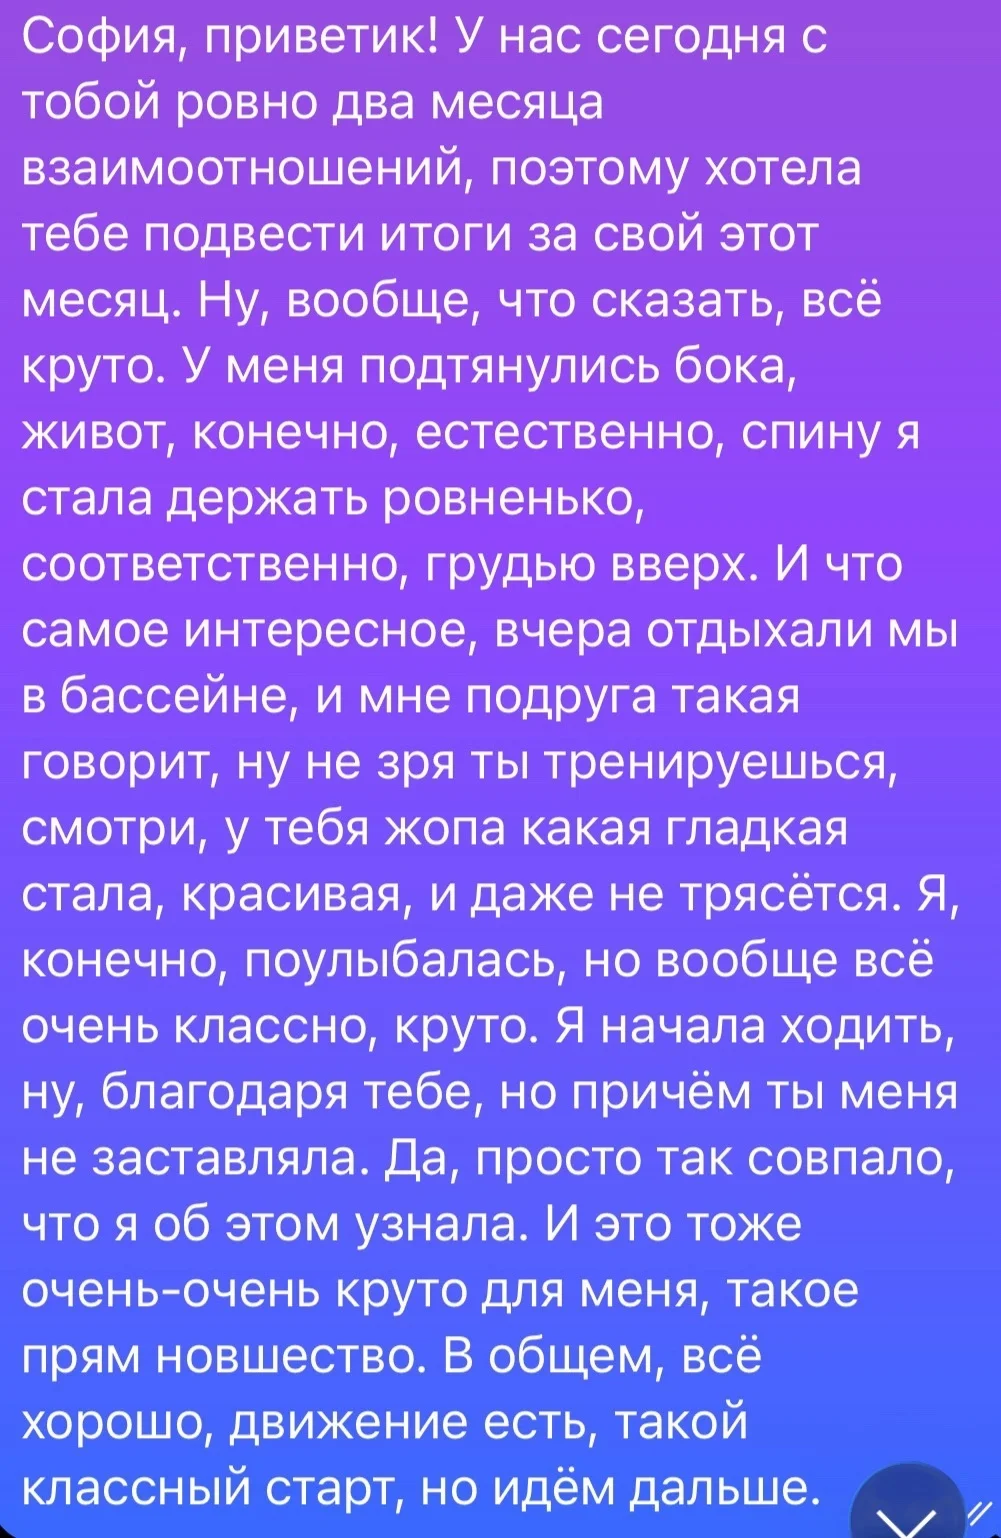 София, приветик! У нас сегодня с
тобой ровно два месяца
взаимоотношений, поэтому хотела
тебе подвести итоги за свой этот
месяц. Ну, вообще, что сказать, всё
круто. У меня подтянулись бока,
живот, конечно, естественно, спину я
стала держать ровненько,
соответственно, грудью вверх. И что
самое интересное, вчера отдыхали мы
в бассейне, и мне подруга такая
говорит, ну не зря ты тренируешься,
смотри, у тебя жопа какая гладкая
стала, красивая, и даже не трясётся. Я,
конечно, поулыбалась, но вообще всё
очень классно, круто. Я начала ходить,
ну, благодаря тебе, но причём ты меня
не заставляла. Да, просто так совпало,
что я об этом узнала. И это тоже
очень-очень круто для меня, такое
прям новшество. В общем, всё
хорошо, движение есть, такой
классный старт, но идём дальше.